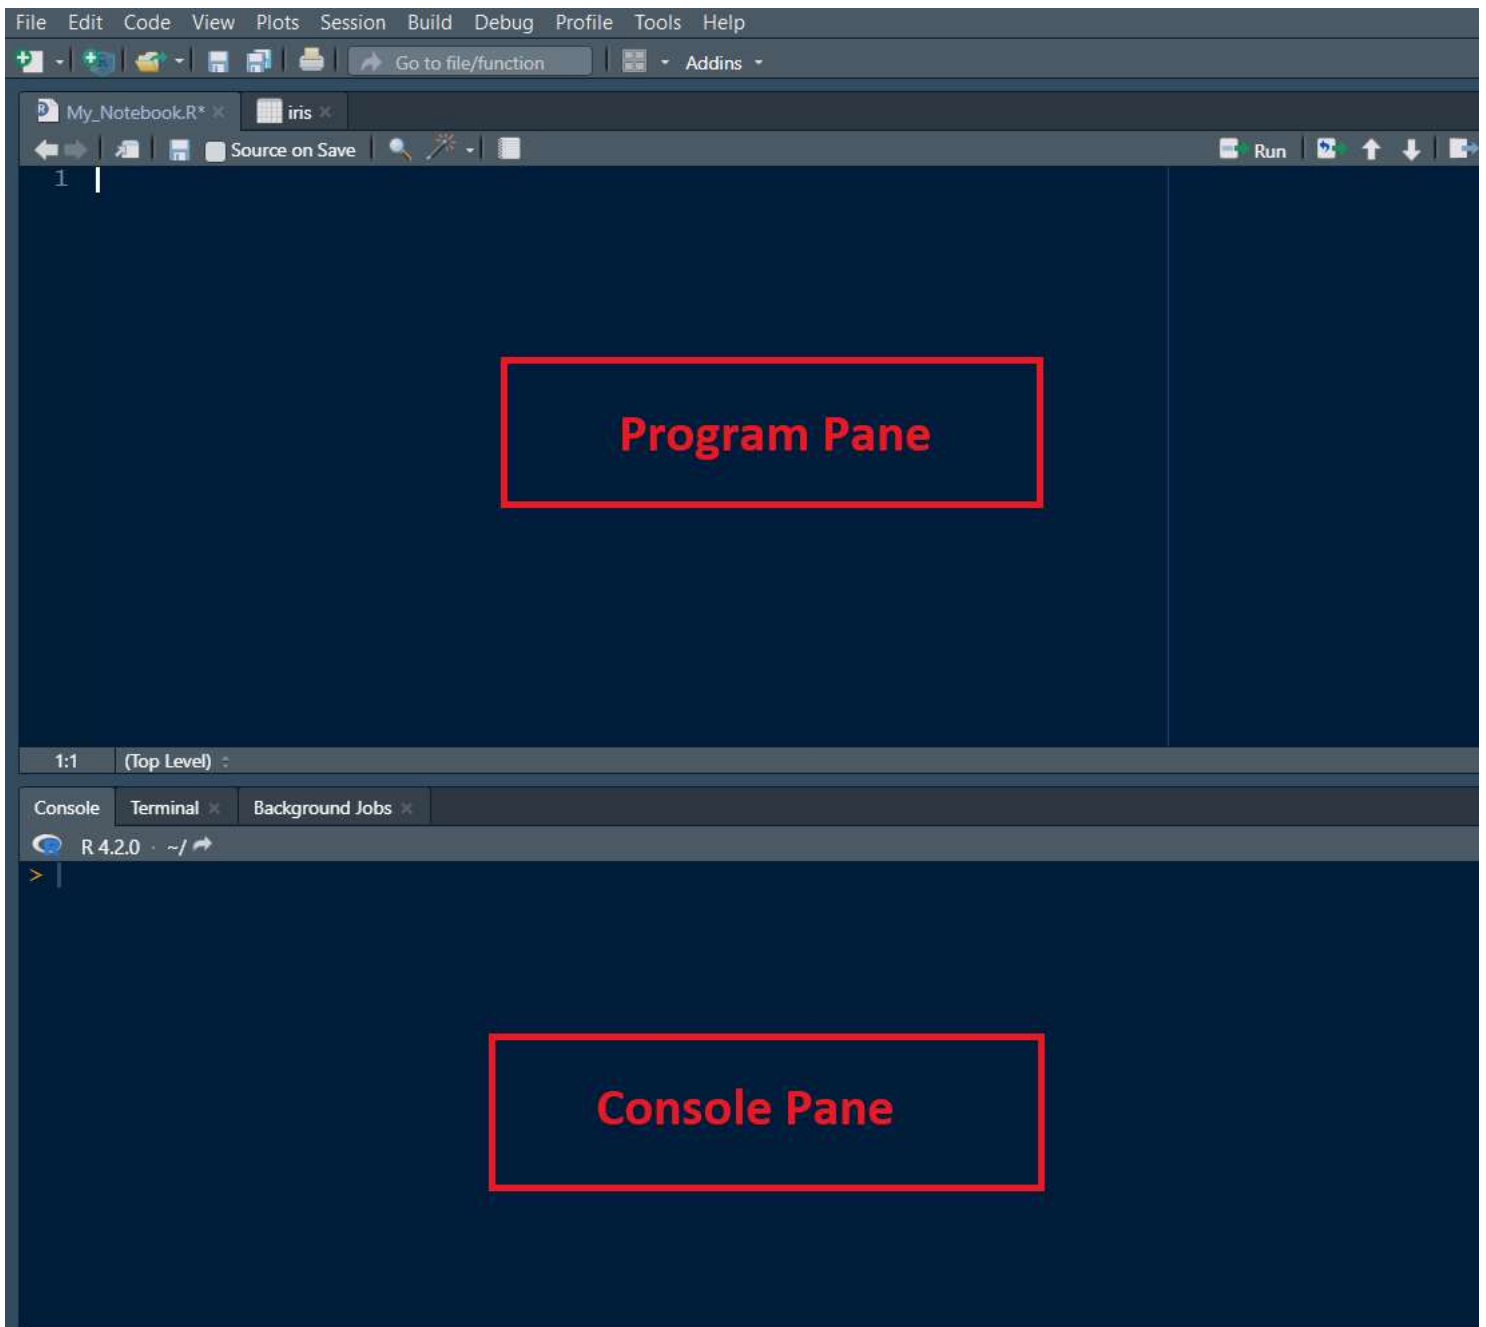 File Edit Code View Plots Session Build Debug Profile Tools Help
Go to file/function Addins
My_Notebook.R* iris
Source on Save Run
1
Program Pane
1:1 (Top Level)
Console Terminal Background Jobs
R 4.2.0 · ~/
>
Console Pane